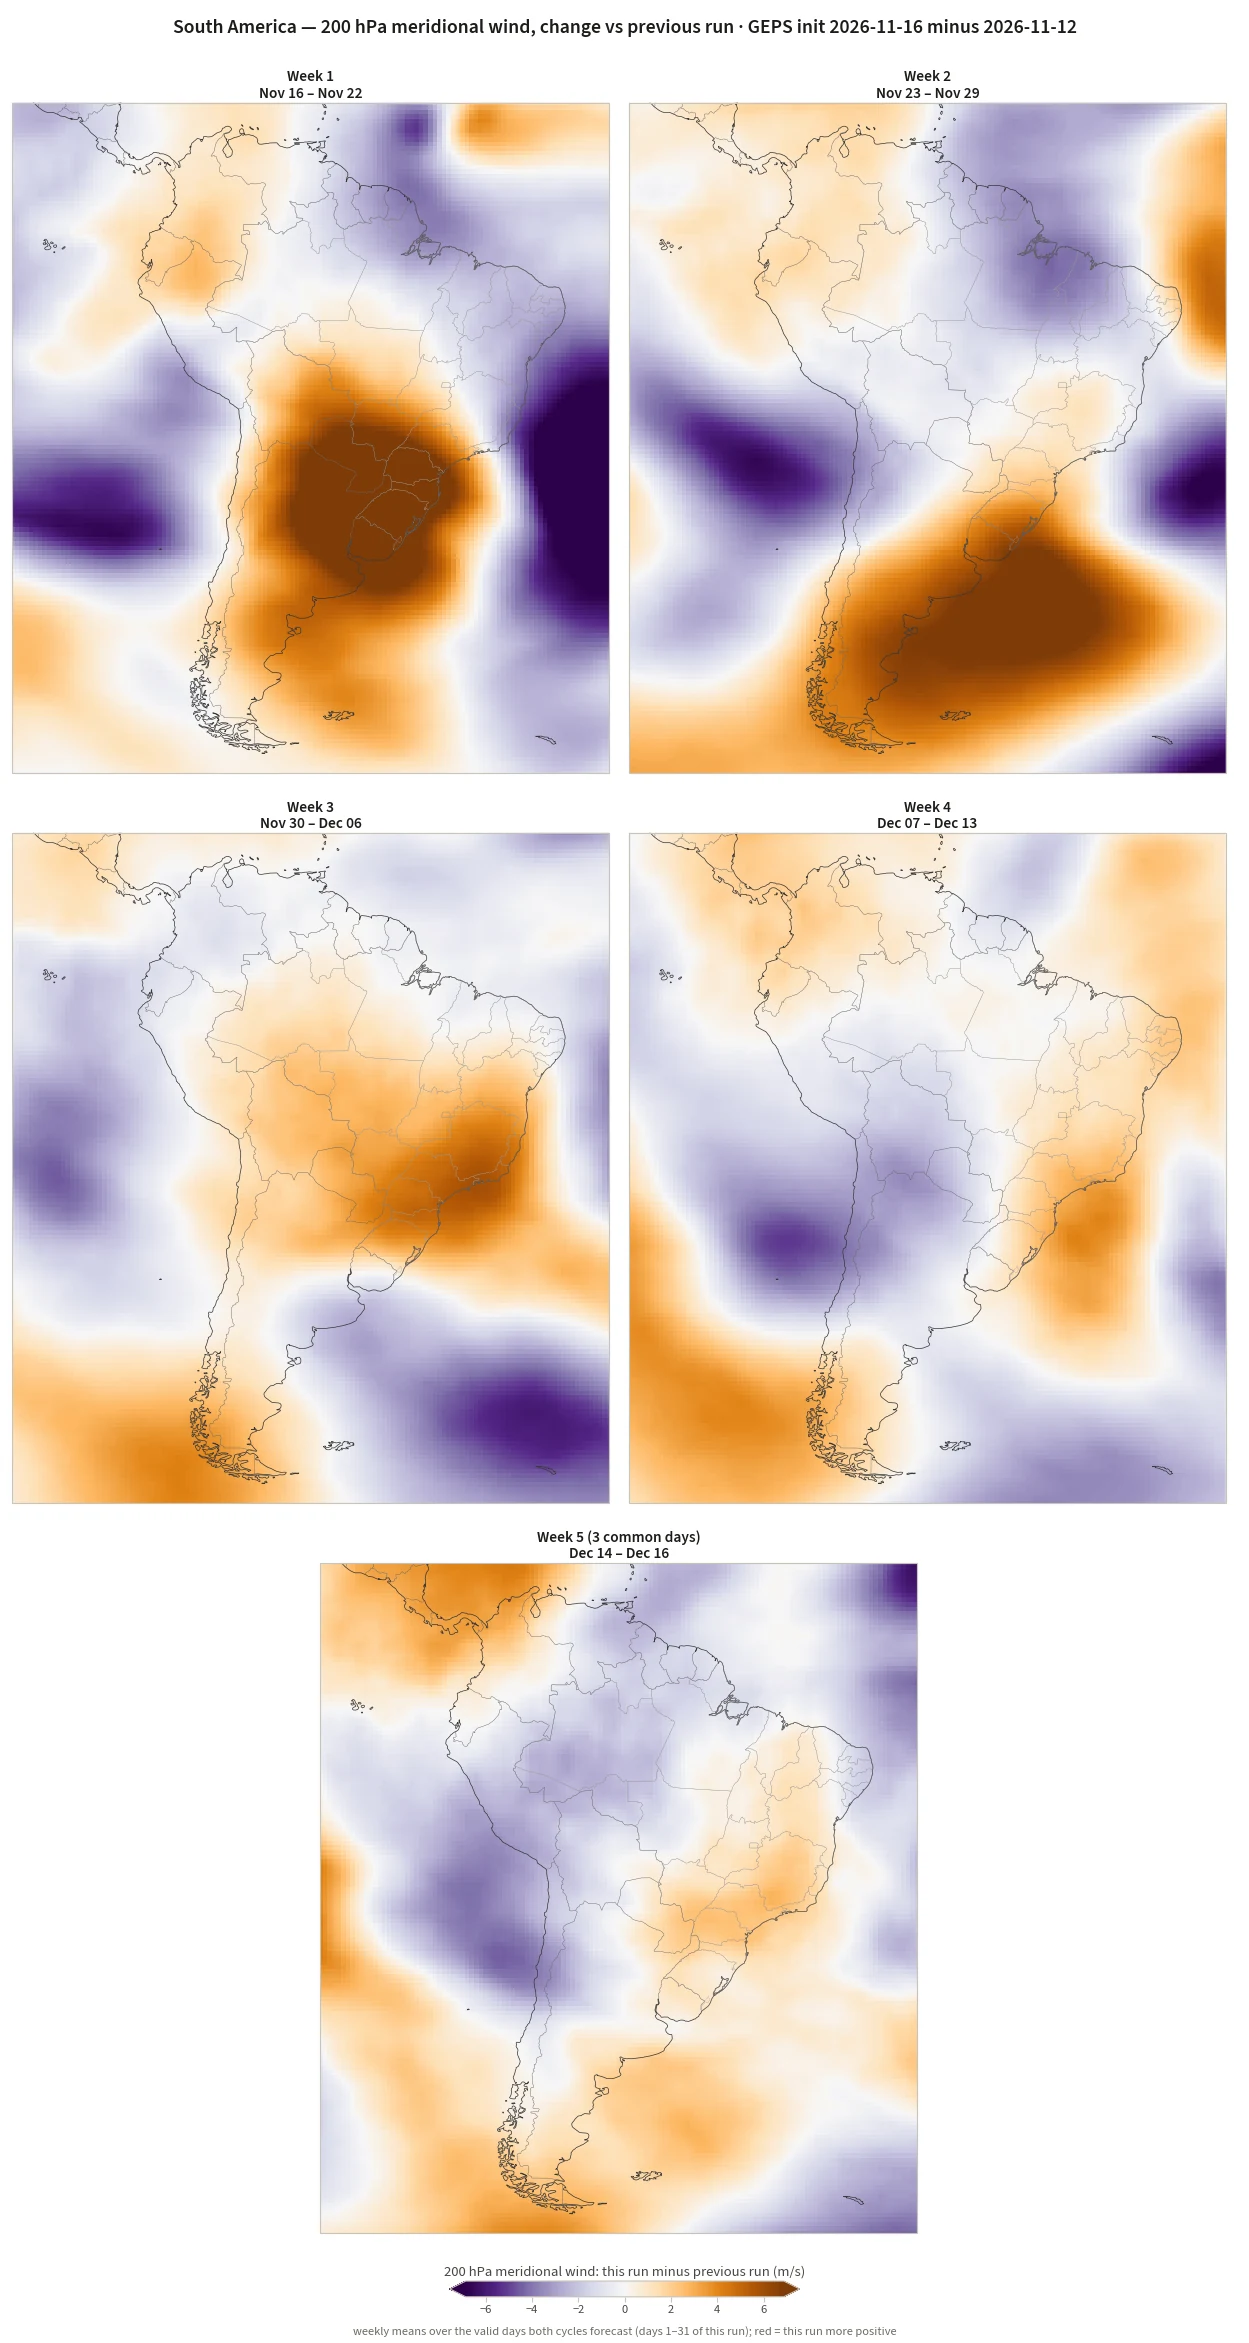 South America — 200 hPa meridional wind, change vs previous run · GEPS init 2026-11-16 minus 2026-11-12
Week 1
Nov 16 – Nov 22
Week 2
Nov 23 – Nov 29
Week 3
Nov 30 – Dec 06
Week 4
Dec 07 – Dec 13
Week 5 (3 common days)
Dec 14 – Dec 16
200 hPa meridional wind: this run minus previous run (m/s)
−6 −4 −2 0 2 4 6
weekly means over the valid days both cycles forecast (days 1–31 of this run); red = this run more positive